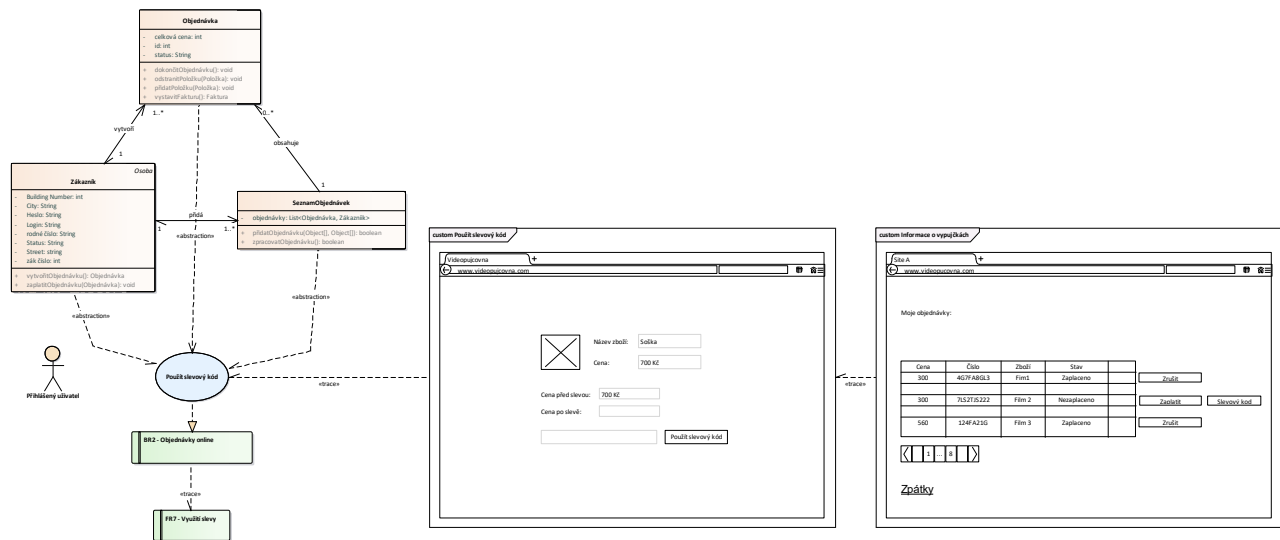 Objednávka
- celková cena: int
- id: int
- status: String
+ dokončitObjednávku(): void
+ odstranitPoložku(Položka): void
+ přidatPoložku(Položka): void
+ vystavitFakturu(): Faktura
1..*
0..*
vytvoří
obsahuje
1
1
Osoba
Zákazník
- Building Number: int
- City: String
- Heslo: String
- Login: String
- rodné číslo: String
- Status: String
- Street: string
- zák číslo: int
+ vytvořitObjednávku(): Objednávka
+ zaplatitObjednávku(Objednávka): void
přidá
1
1..*
«abstraction»
SeznamObjednávek
- objednávky: List<Objednávka, Zákazník>
+ přidatObjednávku(Object[], Object[]): boolean
+ zpracovatObjednávku(): boolean
«abstraction»
«abstraction»
Přihlášený uživatel
Použít slevový kód
«trace»
BR2 - Objednávky online
«trace»
FR7 - Využití slevy
custom Použít slevový kód
Videopujcovna
+
www.videopujcovna.com
Název zboží: Soška
Cena: 700 Kč
Cena před slevou: 700 Kč
Cena po slevě:
Použít slevový kód
«trace»
custom Informace o vypujčkách
Site A
+
www.videopujcovna.com
Moje objednávky:
Cena Číslo Zboží Stav
300 4G7FA8GL3 Fim1 Zaplaceno Zrušit
300 7LS2TJS222 Film 2 Nezaplaceno Zaplatit Slevový kod
560 124FA21G Film 3 Zaplaceno Zrušit
1 ... 8
Zpátky